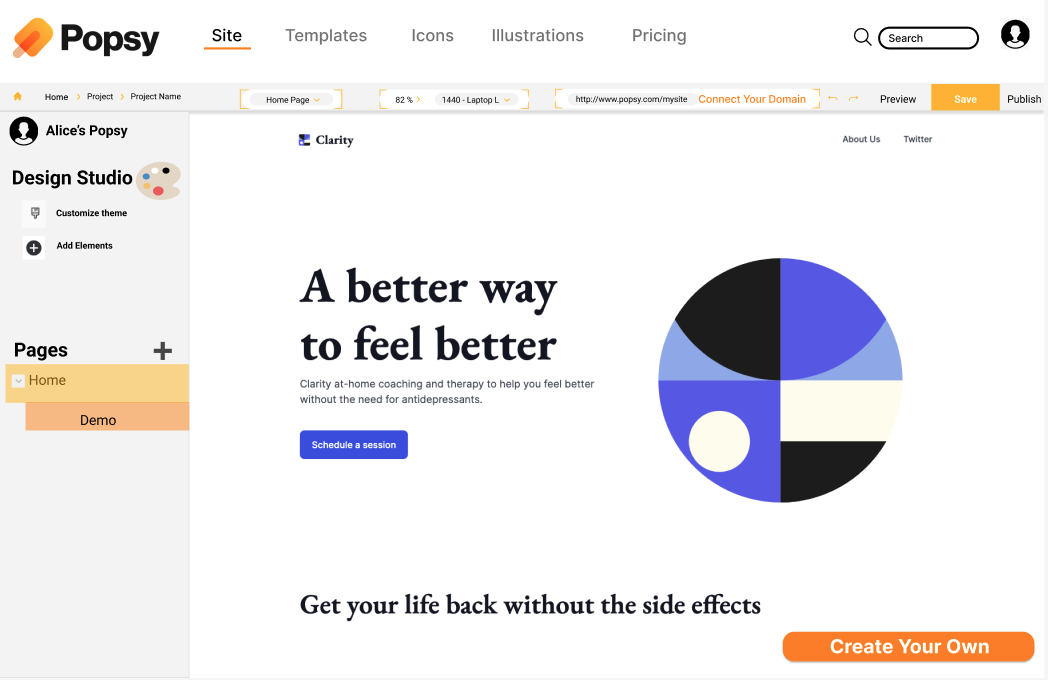 Popsy
Site
Templates
Icons
Illustrations
Pricing
Search
Home
Project
Project Name
Home Page
82 %
1440 - Laptop L
http://www.popsy.com/mysite
Connect Your Domain
Preview
Save
Publish
Alice’s Popsy
Design Studio
Customize theme
Add Elements
Pages
Home
Demo
Clarity
About Us
Twitter
A better way
to feel better
Clarity at-home coaching and therapy to help you feel better
without the need for antidepressants.
Schedule a session
Get your life back without the side effects
Create Your Own